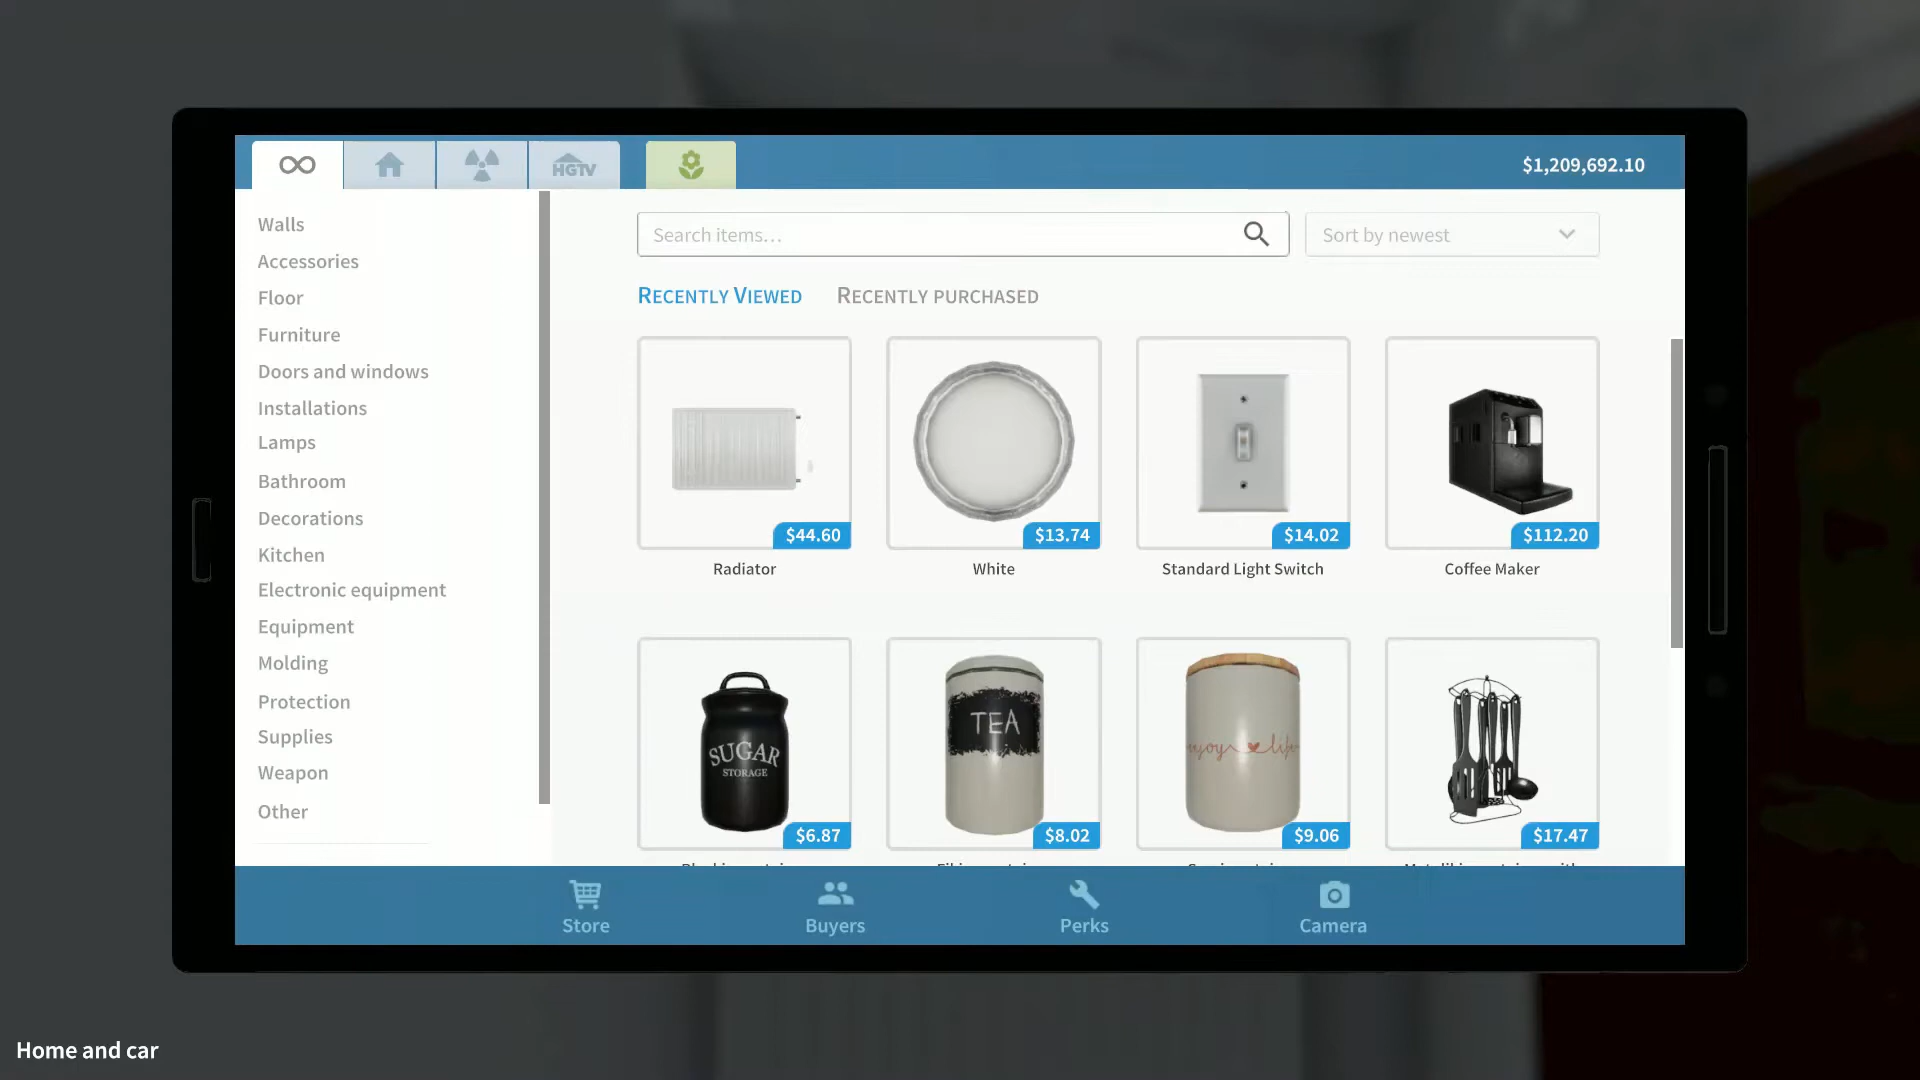 HGTV
$1,209,692.10
Walls
Accessories
Floor
Furniture
Doors and windows
Installations
Lamps
Bathroom
Decorations
Kitchen
Electronic equipment
Equipment
Molding
Protection
Supplies
Weapon
Other
Search items...
Sort by newest
RECENTLY VIEWED
RECENTLY PURCHASED
$44.60
$13.74
$14.02
$112.20
Radiator
White
Standard Light Switch
Coffee Maker
SUGAR
STORAGE
TEA
enjoy life
$6.87
$8.02
$9.06
$17.47
Store
Buyers
Perks
Camera
Home and car